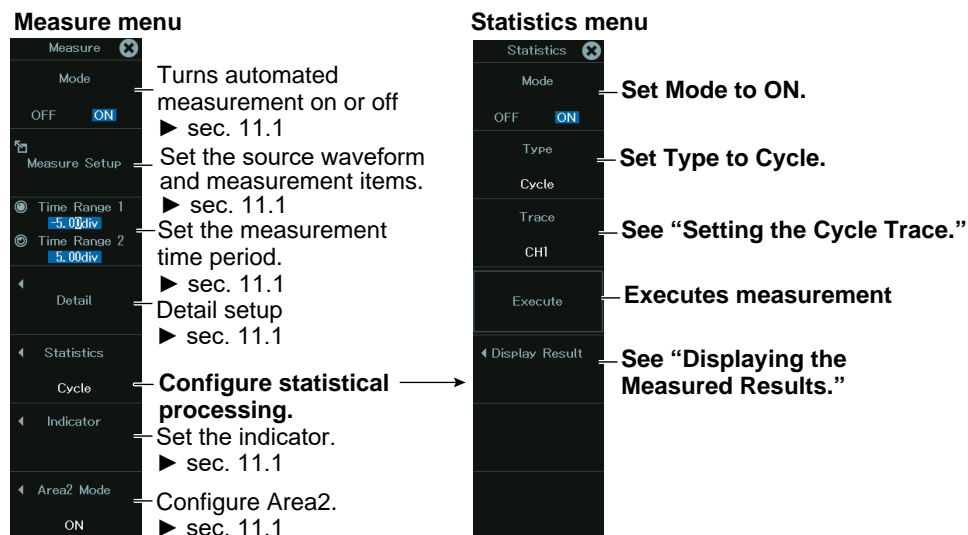 Measure menu
Measure
Mode
OFF ON
Measure Setup
Time Range 1
-5.00div
Time Range 2
5.00div
Detail
Statistics
Cycle
Indicator
Area2 Mode
ON
Turns automated
measurement on or off
► sec. 11.1
Set the source waveform
and measurement items.
► sec. 11.1
Set the measurement
time period.
► sec. 11.1
Detail setup
► sec. 11.1
Configure statistical
processing.
Set the indicator.
► sec. 11.1
Configure Area2.
► sec. 11.1
Statistics menu
Statistics
Mode
OFF ON
Type
Cycle
Trace
CH1
Execute
Display Result
Set Mode to ON.
Set Type to Cycle.
See “Setting the Cycle Trace.”
Executes measurement
See “Displaying the
Measured Results.”